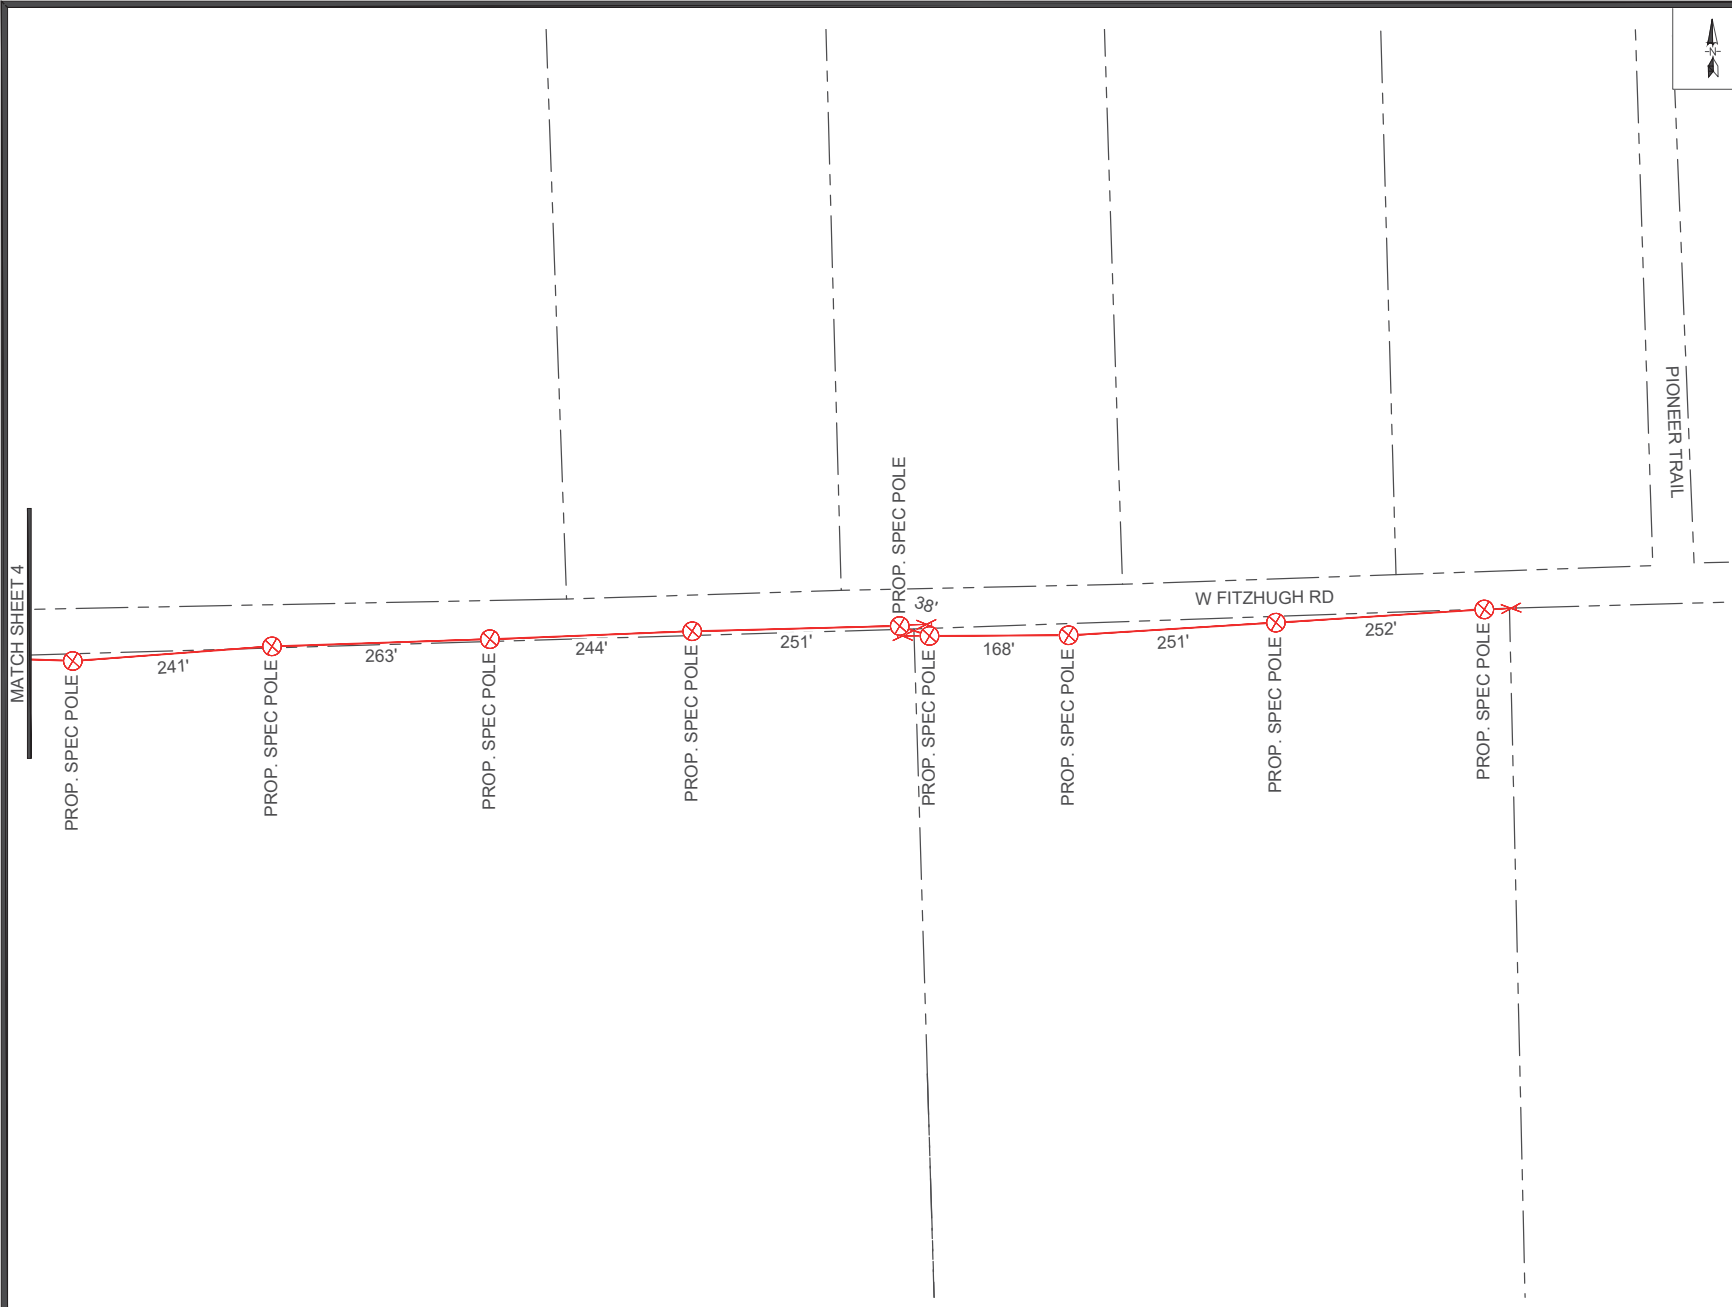 N
PIONEER TRAIL
PROP. SPEC POLE
MATCH SHEET 4
W FITZHUGH RD
38'
241'
263'
244'
251'
168'
251'
252'
PROP. SPEC POLE
PROP. SPEC POLE
PROP. SPEC POLE
PROP. SPEC POLE
PROP. SPEC POLE
PROP. SPEC POLE
PROP. SPEC POLE
PROP. SPEC POLE